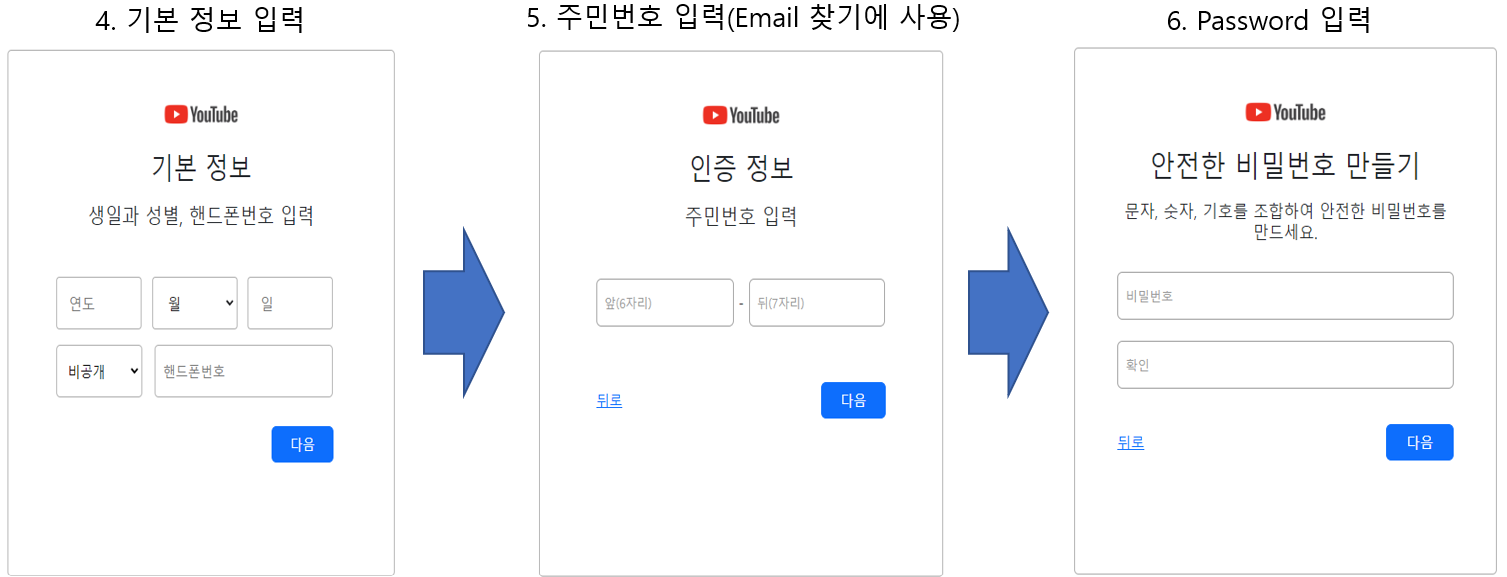 4. 기본 정보 입력
YouTube
기본 정보
생일과 성별, 핸드폰번호 입력
연도
월
일
비공개
핸드폰번호
다음
5. 주민번호 입력(Email 찾기에 사용)
YouTube
인증 정보
주민번호 입력
앞(6자리)
-
뒤(7자리)
뒤로
다음
6. Password 입력
YouTube
안전한 비밀번호 만들기
문자, 숫자, 기호를 조합하여 안전한 비밀번호를
만드세요.
비밀번호
확인
뒤로
다음